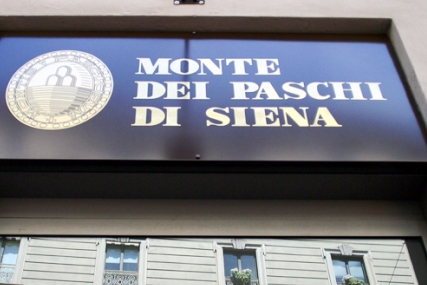 MONTE
DEI PASCHI
DI SIENA